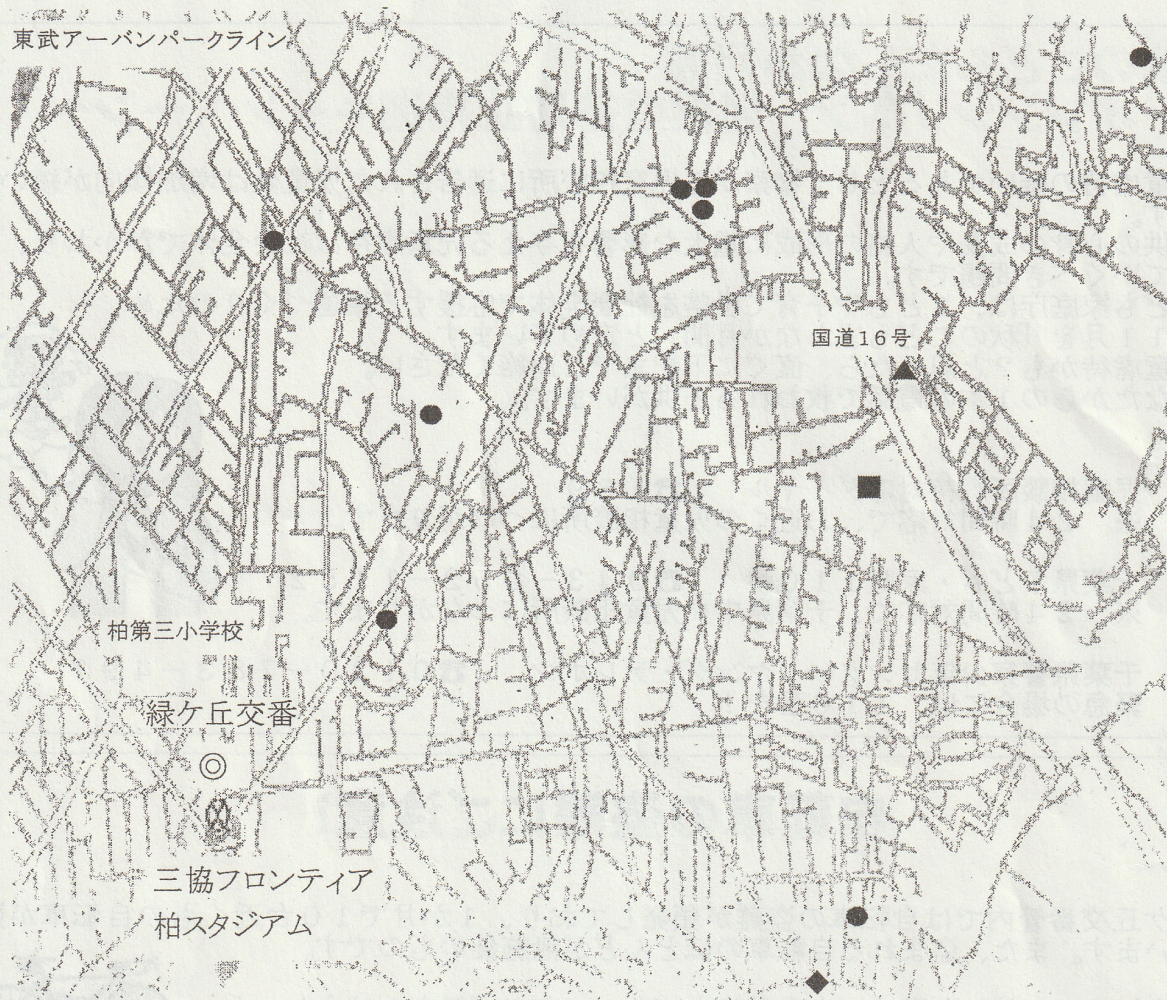 東武アーバンパークライン
国道16号
柏第三小学校
緑ケ丘交番
三協フロンティア
柏スタジアム